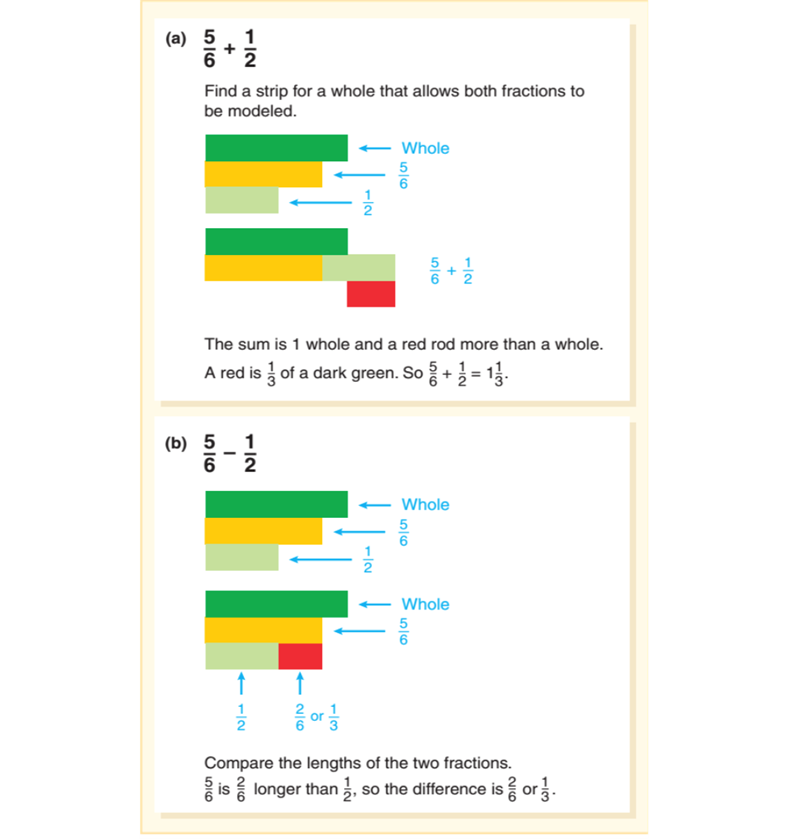 (a) 5/6 + 1/2
Find a strip for a whole that allows both fractions to
be modeled.
Whole
5/6
1/2
5/6 + 1/2
The sum is 1 whole and a red rod more than a whole.
A red is 1/3 of a dark green. So 5/6 + 1/2 = 1 1/3.
(b) 5/6 − 1/2
Whole
5/6
1/2
Whole
5/6
1/2 2/6 or 1/3
Compare the lengths of the two fractions.
5/6 is 2/6 longer than 1/2, so the difference is 2/6 or 1/3.